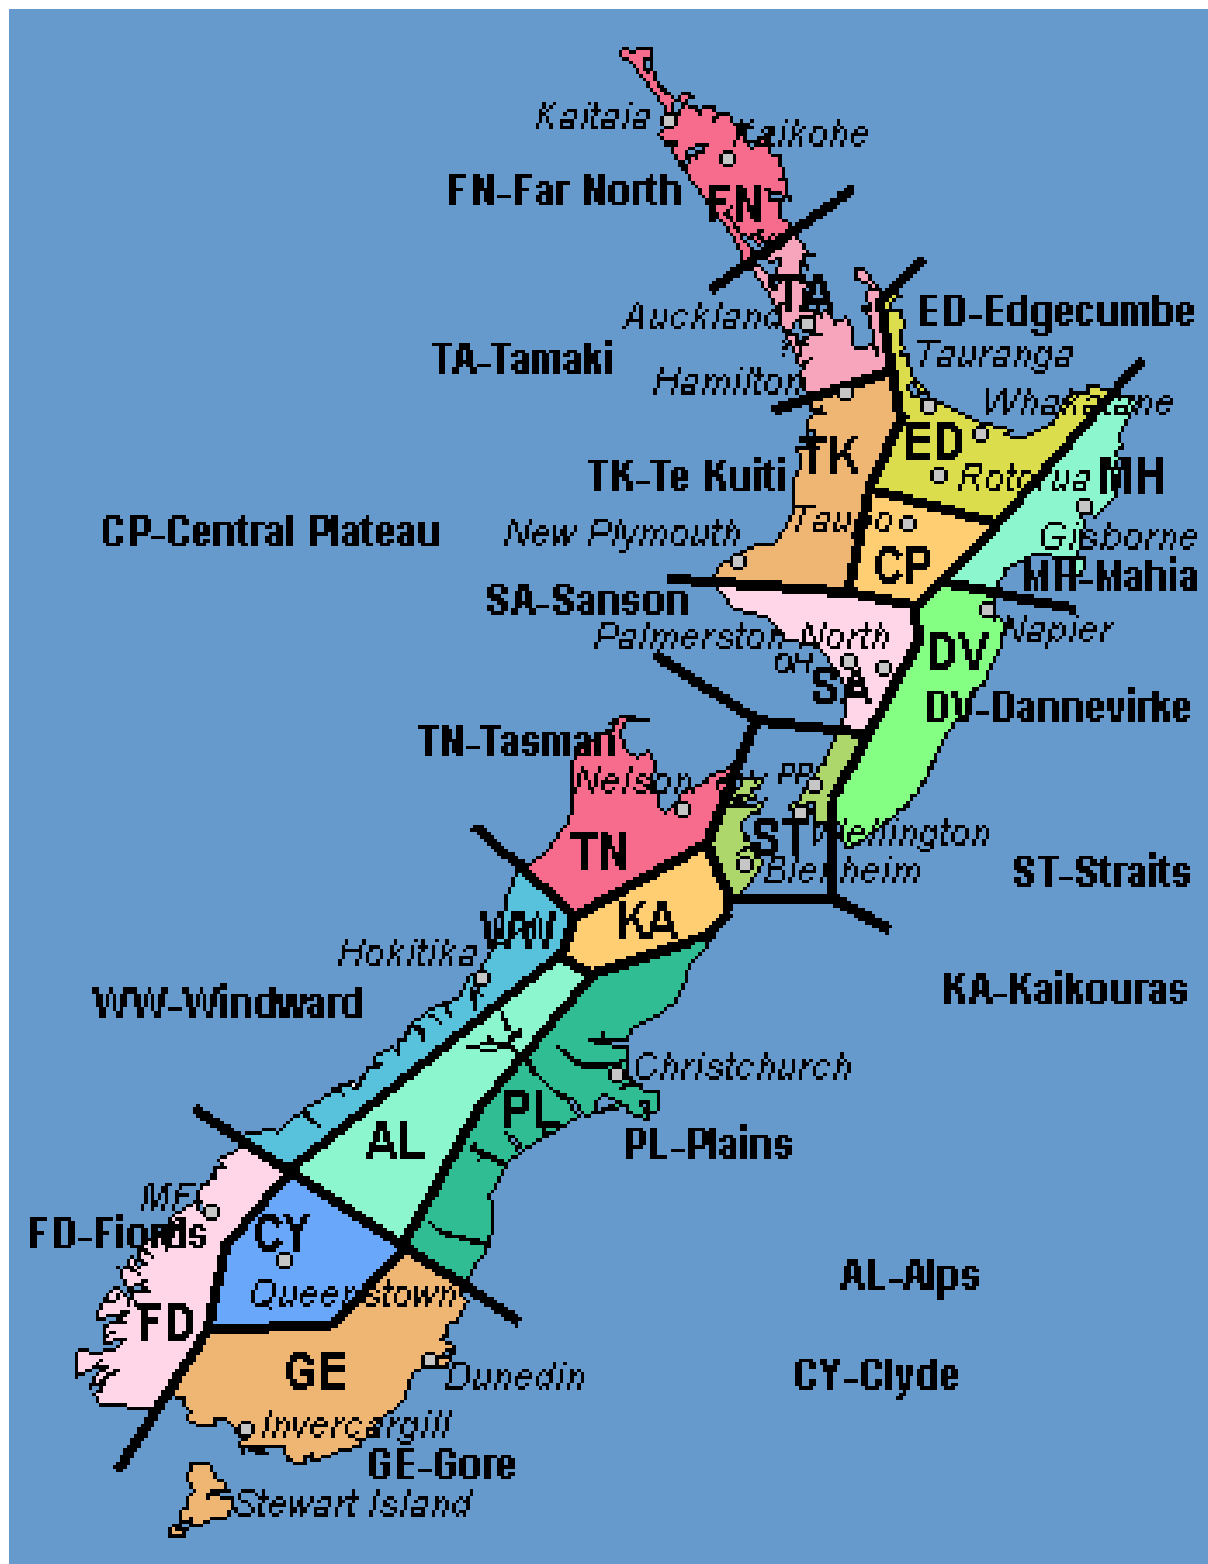 Kaitaia
Kaikohe
FN-Far North
FN
TA
ED-Edgecumbe
Auckland
TA-Tamaki
Tauranga
Hamilton
Whakatane
ED
TK
TK-Te Kuiti
Rotorua
MH
CP-Central Plateau
New Plymouth
Taupo
Gisborne
CP
MH-Mahia
SA-Sanson
Palmerston North
Napier
OH
DV
SA
DV-Dannevirke
TN-Tasman
Nelson
PP
ST
Wellington
TN
Blenheim
ST-Straits
KA
WW
Hokitika
KA-Kaikouras
WW-Windward
Christchurch
PL
AL
PL-Plains
MF
FD-Fiords
CY
AL-Alps
Queenstown
FD
GE
Dunedin
CY-Clyde
Invercargill
GE-Gore
Stewart Island